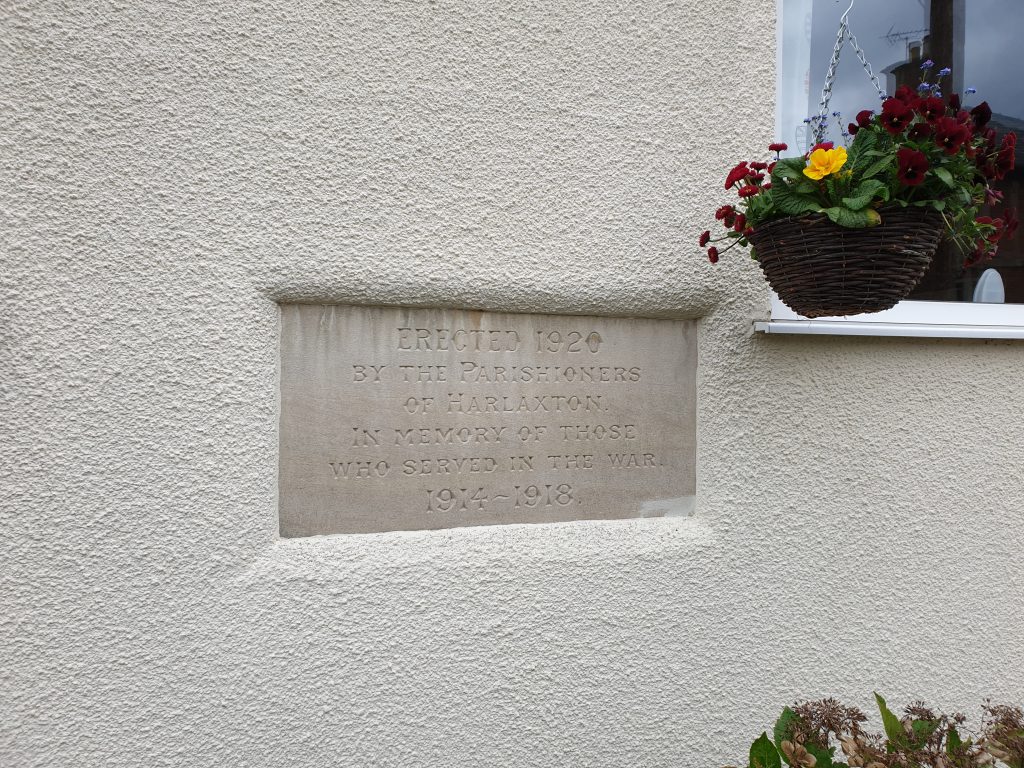 ERECTED 1920
BY THE PARISHIONERS
OF HARLAXTON.
IN MEMORY OF THOSE
WHO SERVED IN THE WAR.
1914~1918.